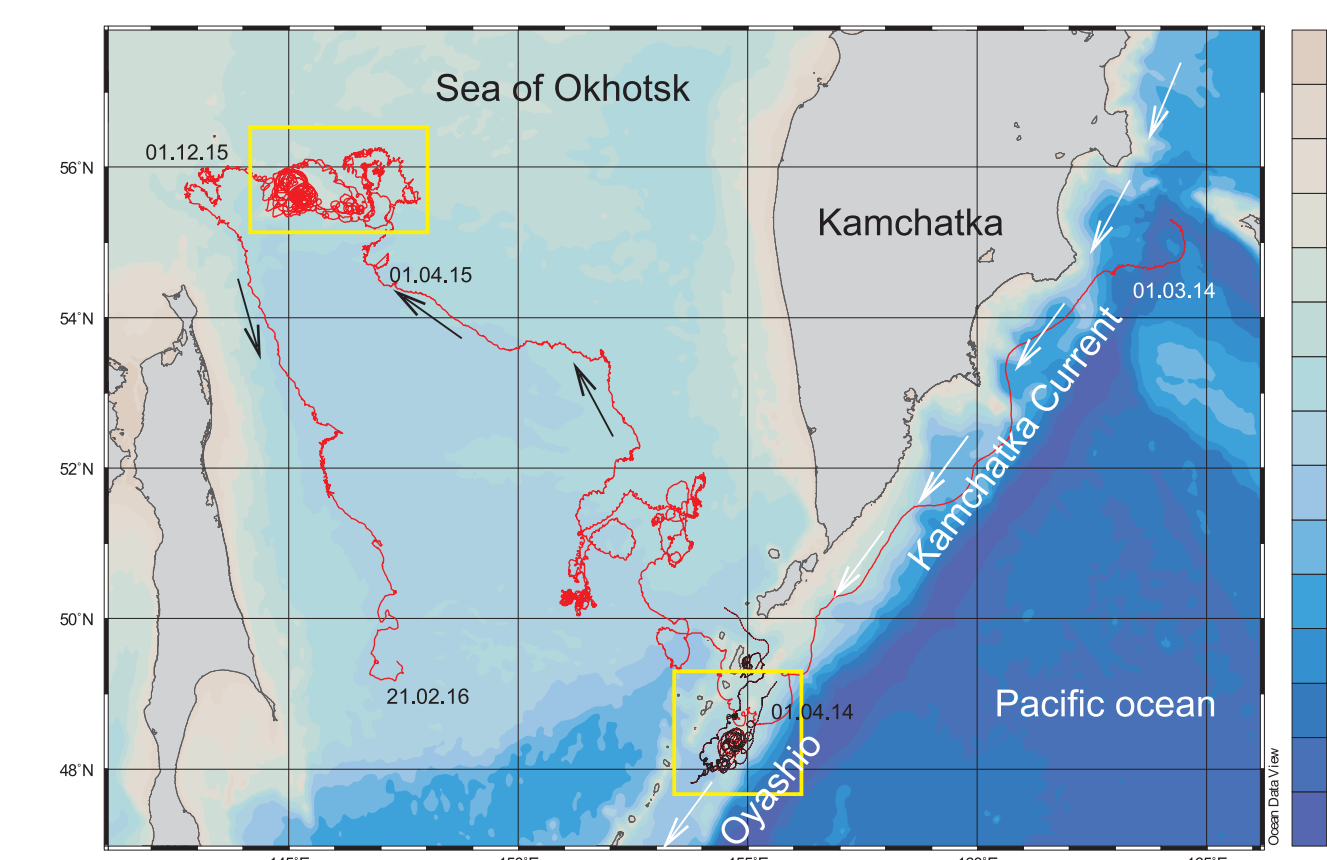 Sea of Okhotsk
01.12.15
56°N
Kamchatka
01.04.15
01.03.14
54°N
Kamchatka Current
52°N
50°N
21.02.16
01.04.14
Pacific ocean
48°N
Oyashio
Ocean Data View